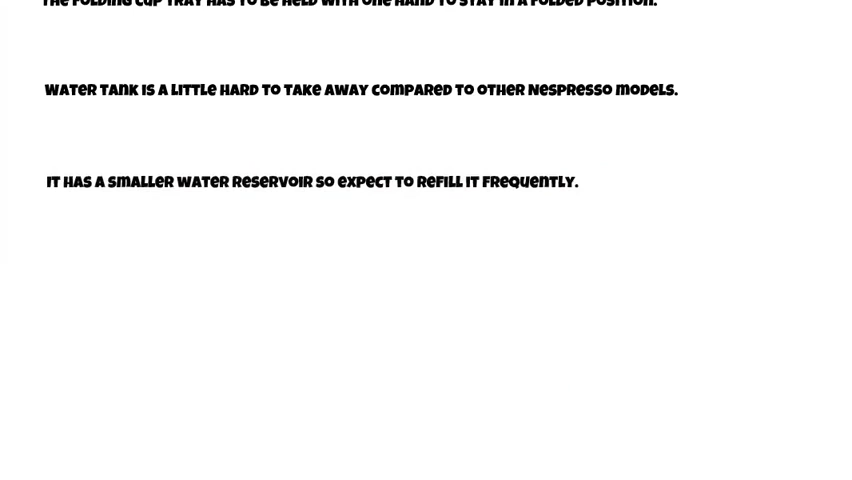 The folding cup tray has to be held with one hand to stay in a folded position.
Water tank is a little hard to take away compared to other Nespresso models.
It has a smaller water reservoir so expect to refill it frequently.